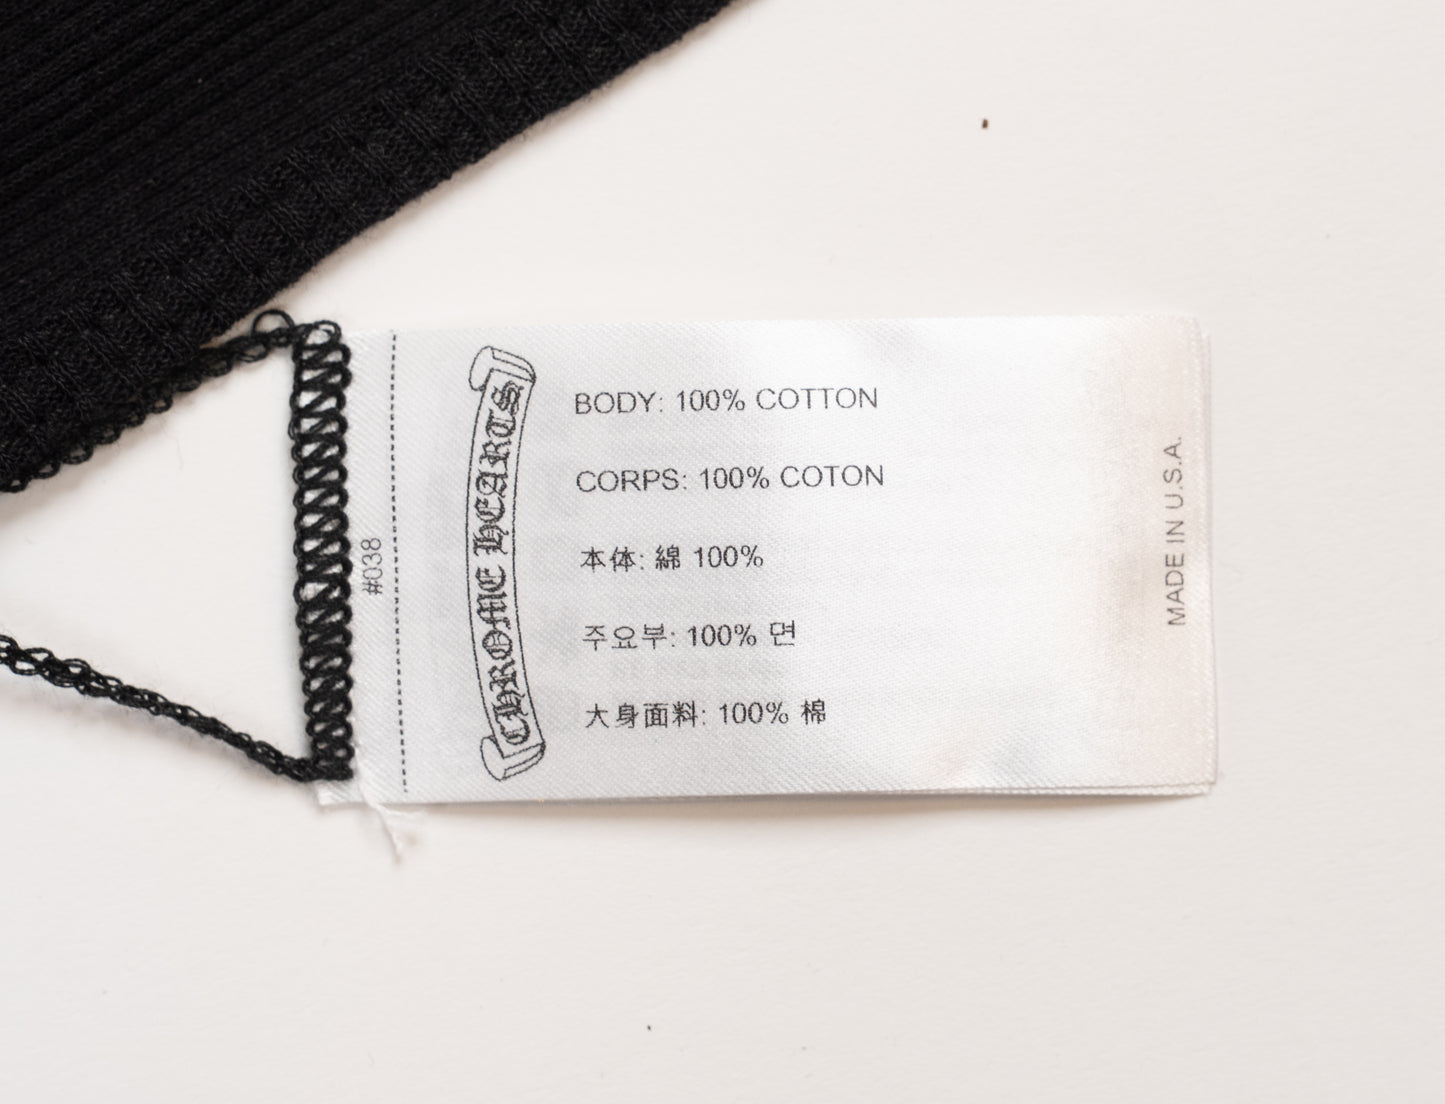 #038
CHROME HEARTS
BODY: 100% COTTON
CORPS: 100% COTON
本体: 綿 100%
주요부: 100% 면
大身面料: 100% 棉
MADE IN U.S.A.